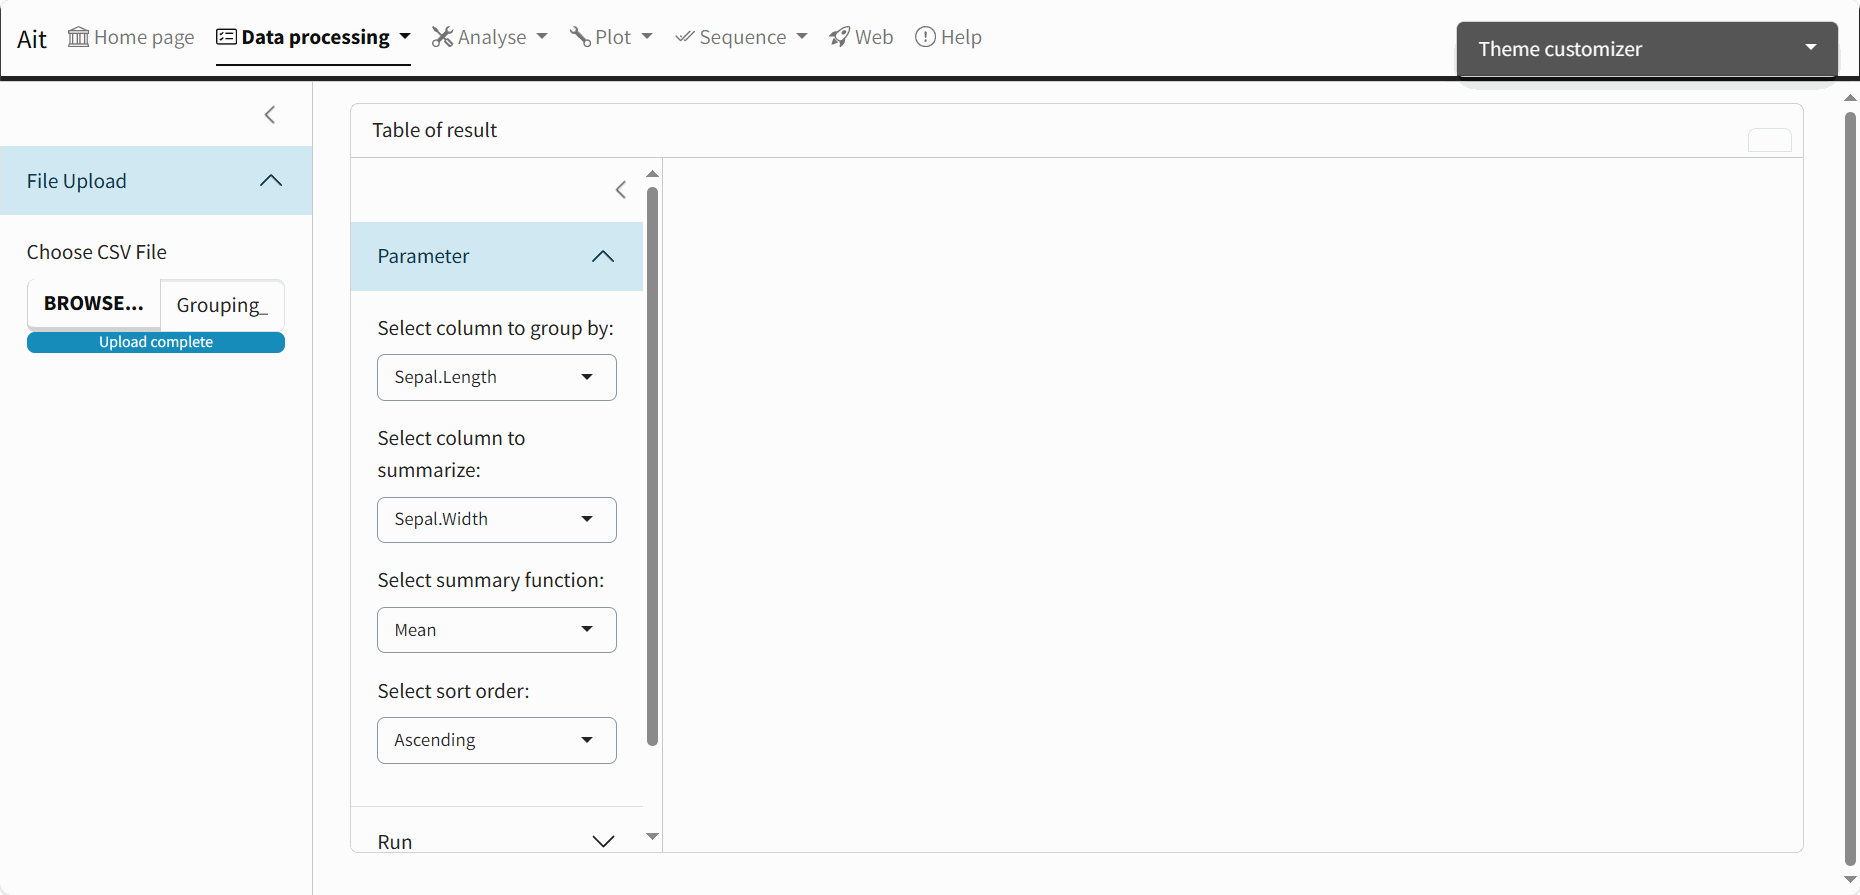 Ait Home page Data processing Analyse Plot Sequence Web Help Theme customizer
File Upload
Choose CSV File
BROWSE... Grouping_
Upload complete
Table of result
Parameter
Select column to group by:
Sepal.Length
Select column to
summarize:
Sepal.Width
Select summary function:
Mean
Select sort order:
Ascending
Run